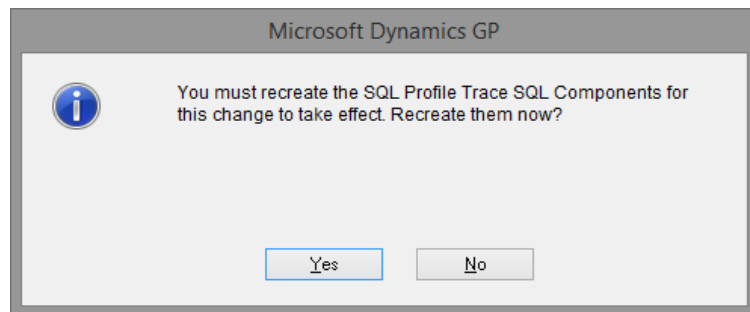 Microsoft Dynamics GP
You must recreate the SQL Profile Trace SQL Components for
this change to take effect. Recreate them now?
Yes
No